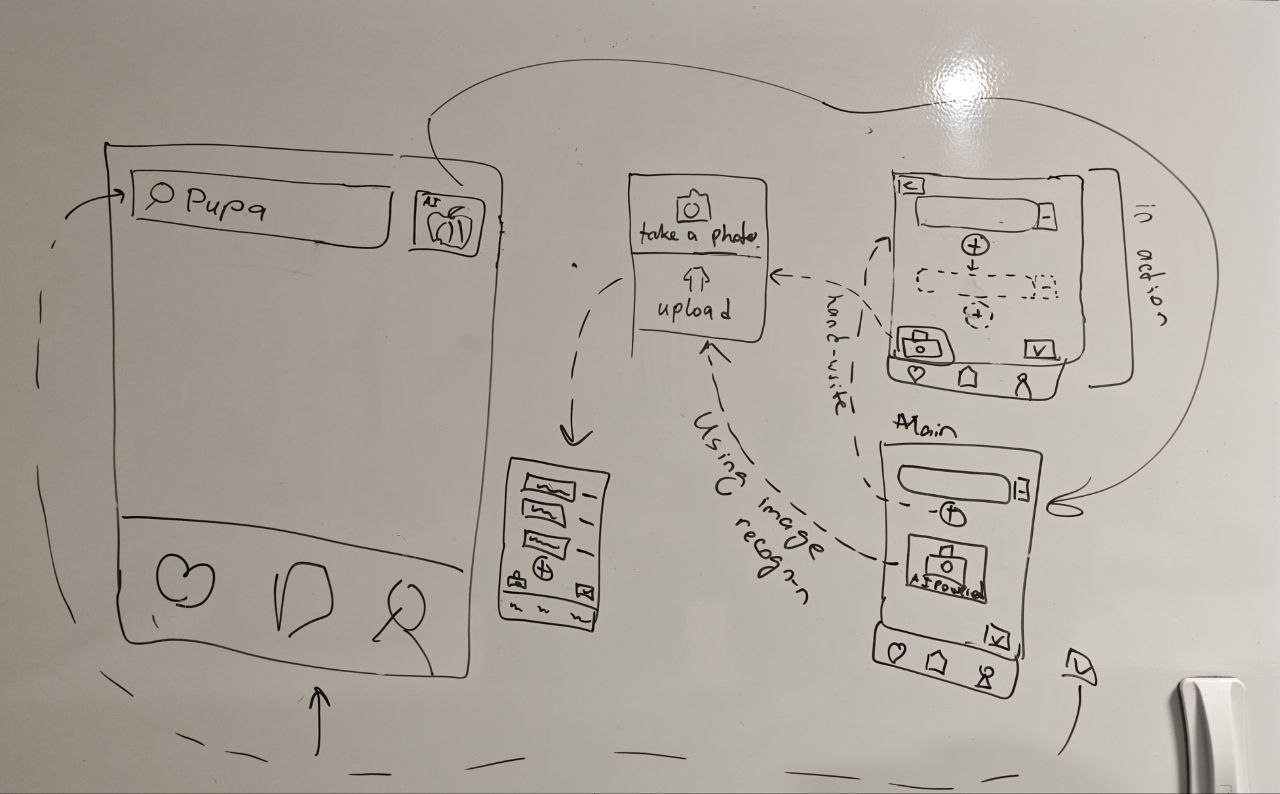 Pupa
AI
take a photo.
upload
in action
hand-write
Main
Using image
recogn
AI Powered